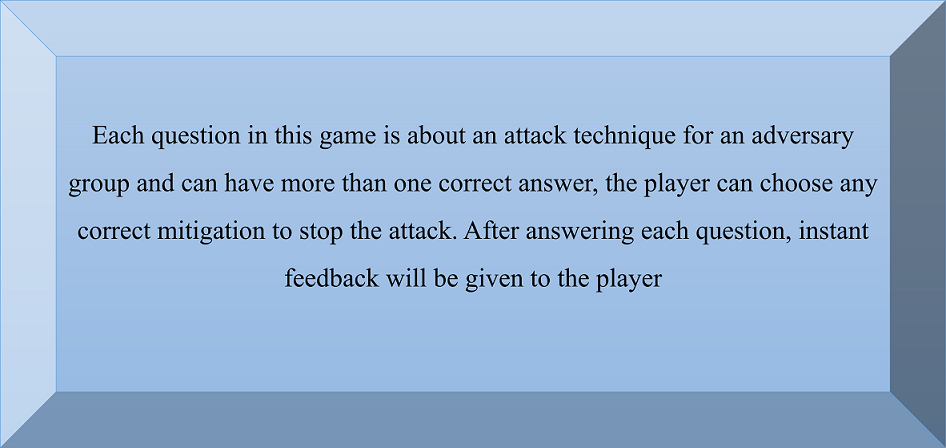 Each question in this game is about an attack technique for an adversary
group and can have more than one correct answer, the player can choose any
correct mitigation to stop the attack. After answering each question, instant
feedback will be given to the player